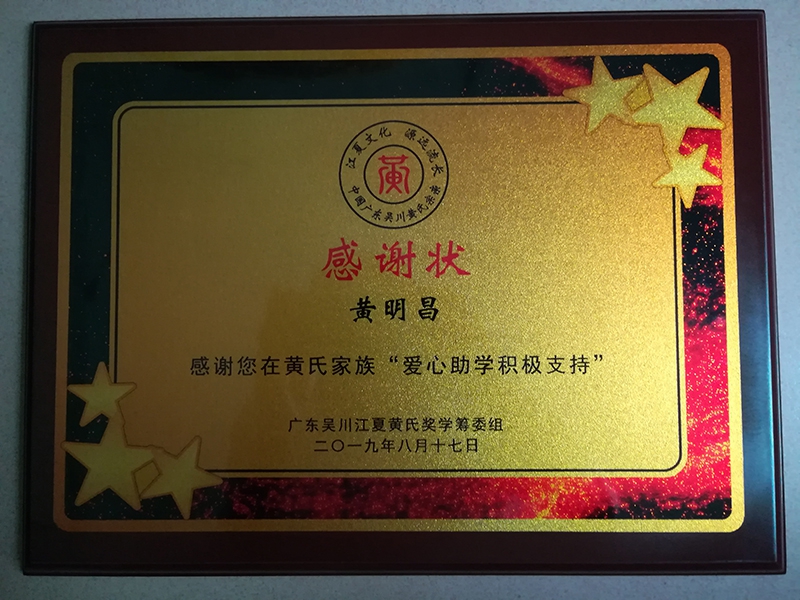 江夏文化 源远流长
黄
中国广东吴川黄氏宗亲
感谢状
黄明昌
感谢您在黄氏家族“爱心助学积极支持”
广东吴川江夏黄氏奖学筹委组
二〇一九年八月十七日